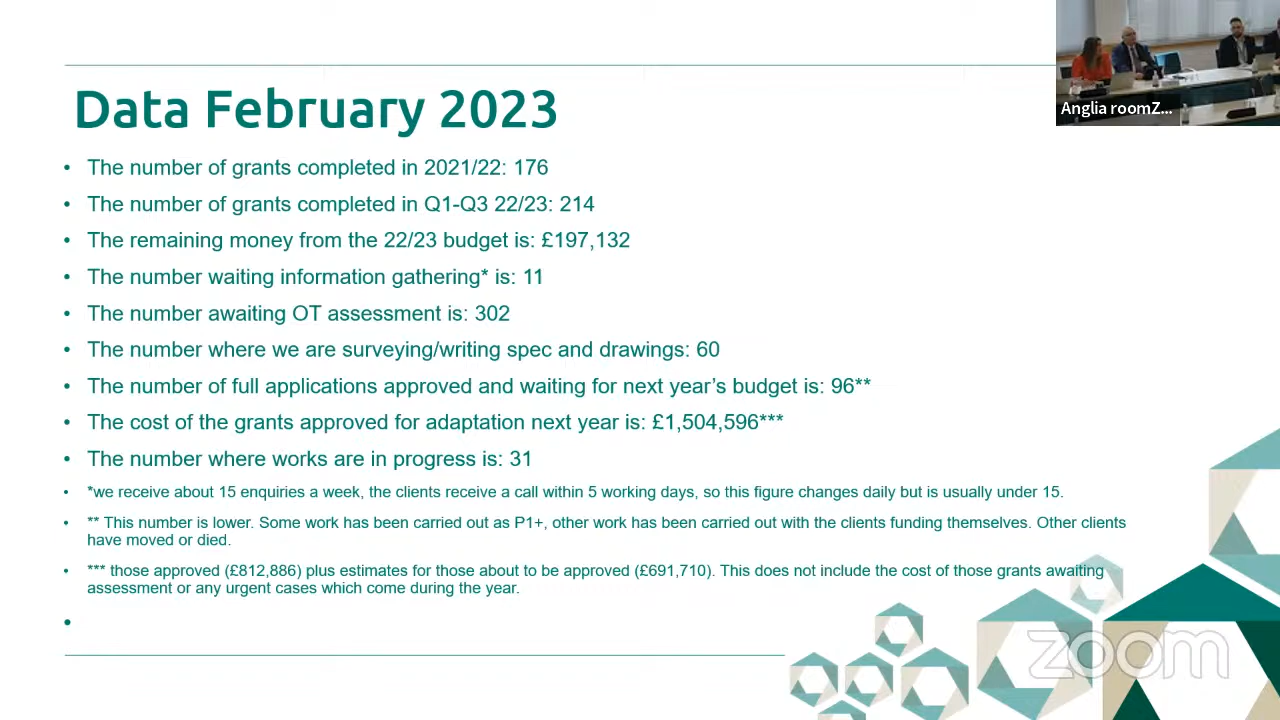 Data February 2023
• The number of grants completed in 2021/22: 176
• The number of grants completed in Q1-Q3 22/23: 214
• The remaining money from the 22/23 budget is: £197,132
• The number waiting information gathering* is: 11
• The number awaiting OT assessment is: 302
• The number where we are surveying/writing spec and drawings: 60
• The number of full applications approved and waiting for next year’s budget is: 96**
• The cost of the grants approved for adaptation next year is: £1,504,596***
• The number where works are in progress is: 31
• *we receive about 15 enquiries a week, the clients receive a call within 5 working days, so this figure changes daily but is usually under 15.
• ** This number is lower. Some work has been carried out as P1+, other work has been carried out with the clients funding themselves. Other clients
have moved or died.
• *** those approved (£812,886) plus estimates for those about to be approved (£691,710). This does not include the cost of those grants awaiting
assessment or any urgent cases which come during the year.
•
Anglia roomZ...
zoom